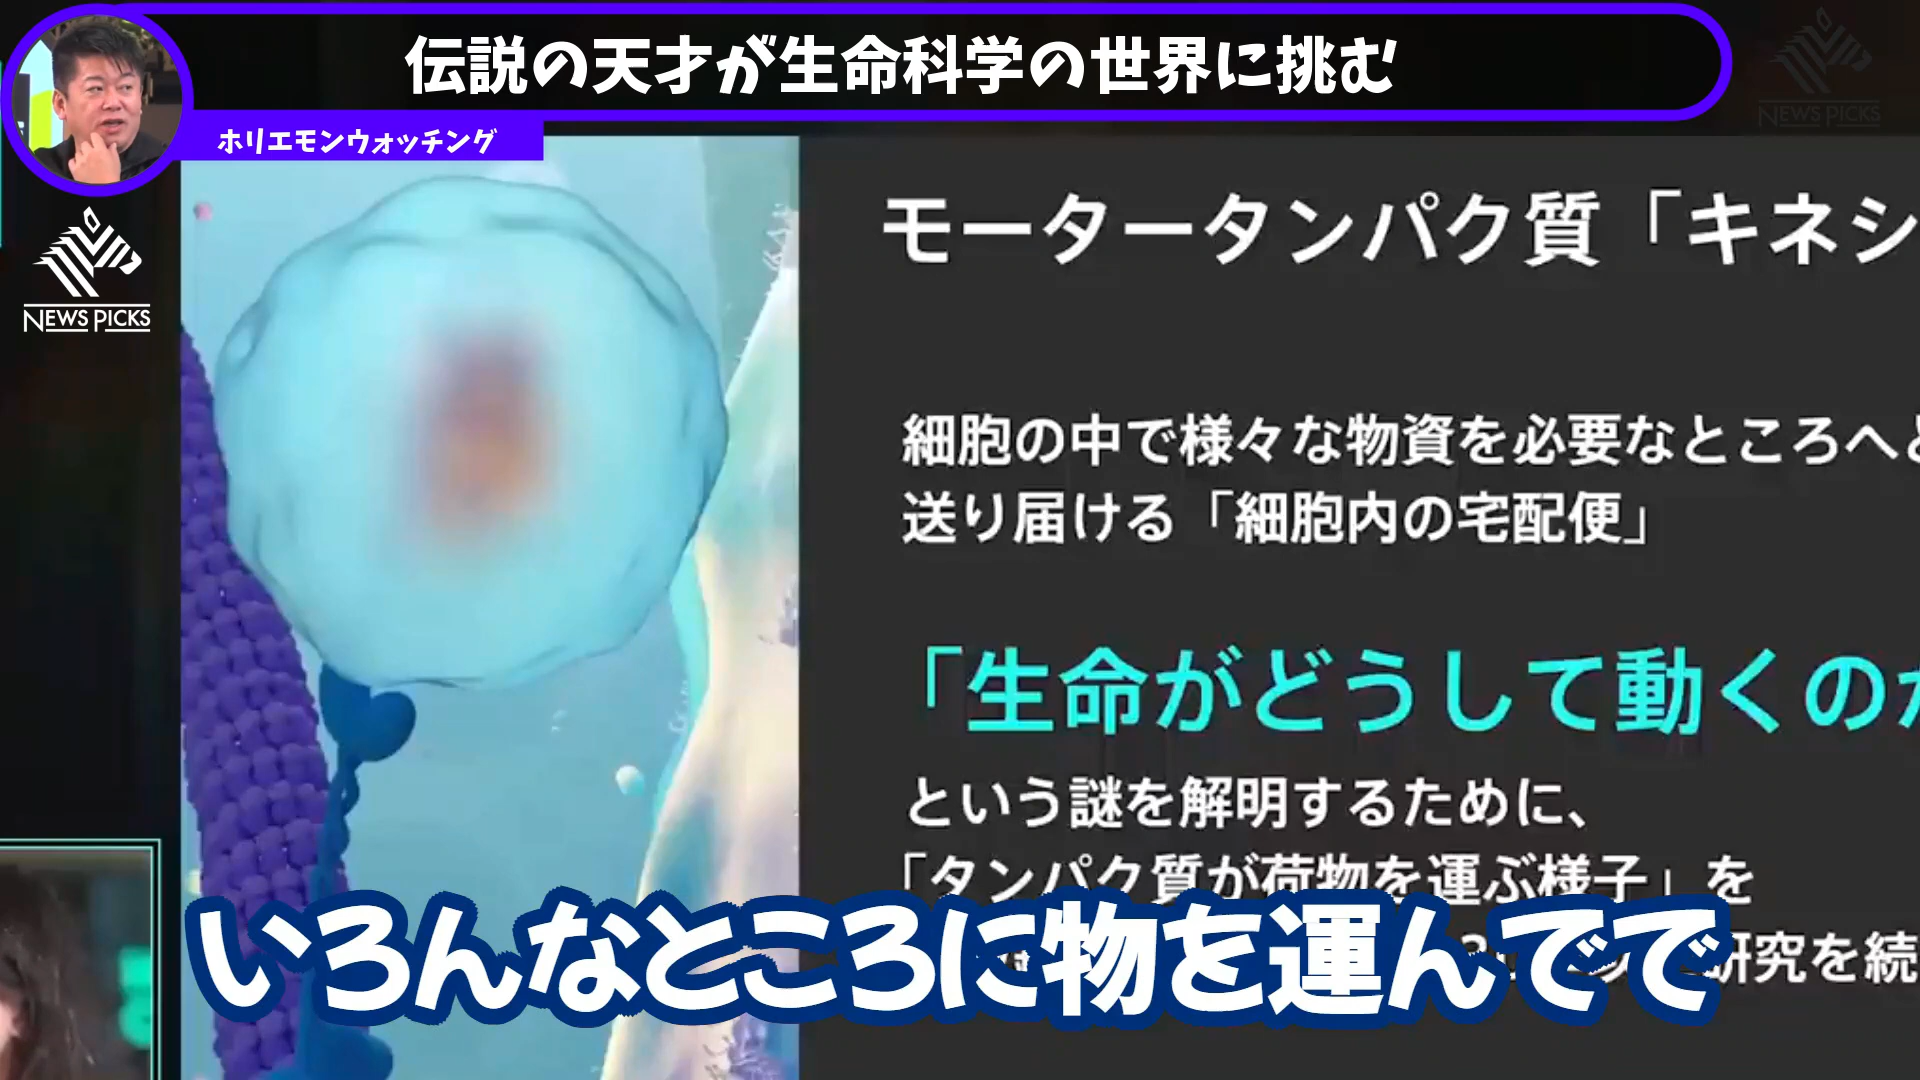 伝説の天才が生命科学の世界に挑む
NEWS PICKS
ホリエモンウォッチング
NEWS PICKS
モータータンパク質「キネシ
細胞の中で様々な物資を必要なところへと
送り届ける「細胞内の宅配便」
「生命がどうして動くのか
という謎を解明するために、
「タンパク質が荷物を運ぶ様子」を
研究を続
いろんなところに物を運んでで